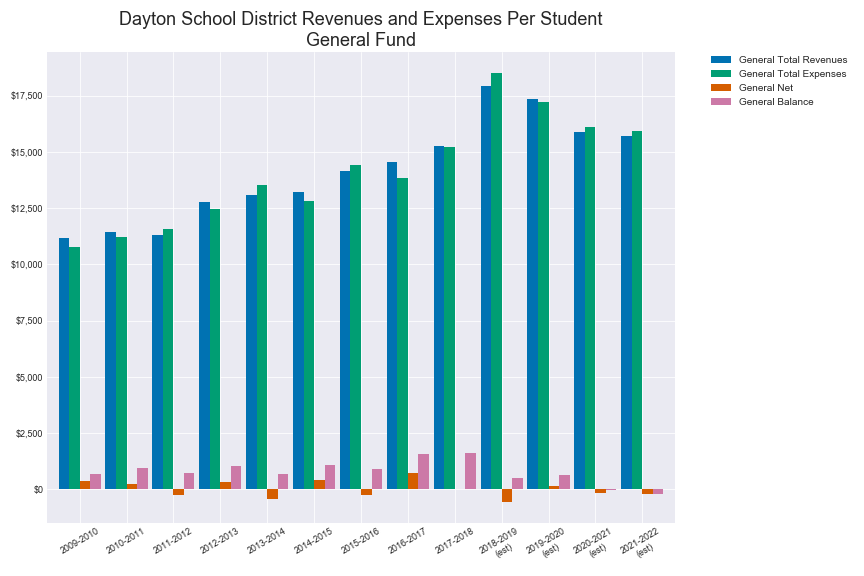 Dayton School District Revenues and Expenses Per Student
General Fund
General Total Revenues
General Total Expenses
General Net
General Balance
$17,500
$15,000
$12,500
$10,000
$7,500
$5,000
$2,500
$0
2009-2010
2010-2011
2011-2012
2012-2013
2013-2014
2014-2015
2015-2016
2016-2017
2017-2018
2018-2019
(est)
2019-2020
(est)
2020-2021
(est)
2021-2022
(est)